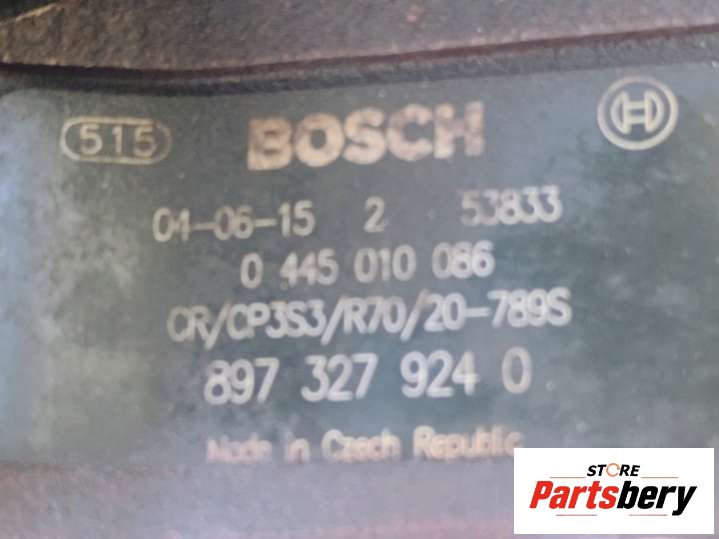 515 BOSCH
04-06-15 2 53833
0 445 010 086
CR/CP3S3/R70/20-789S
897 327 924 0
Made in Czech Republic
STORE
Partsbery